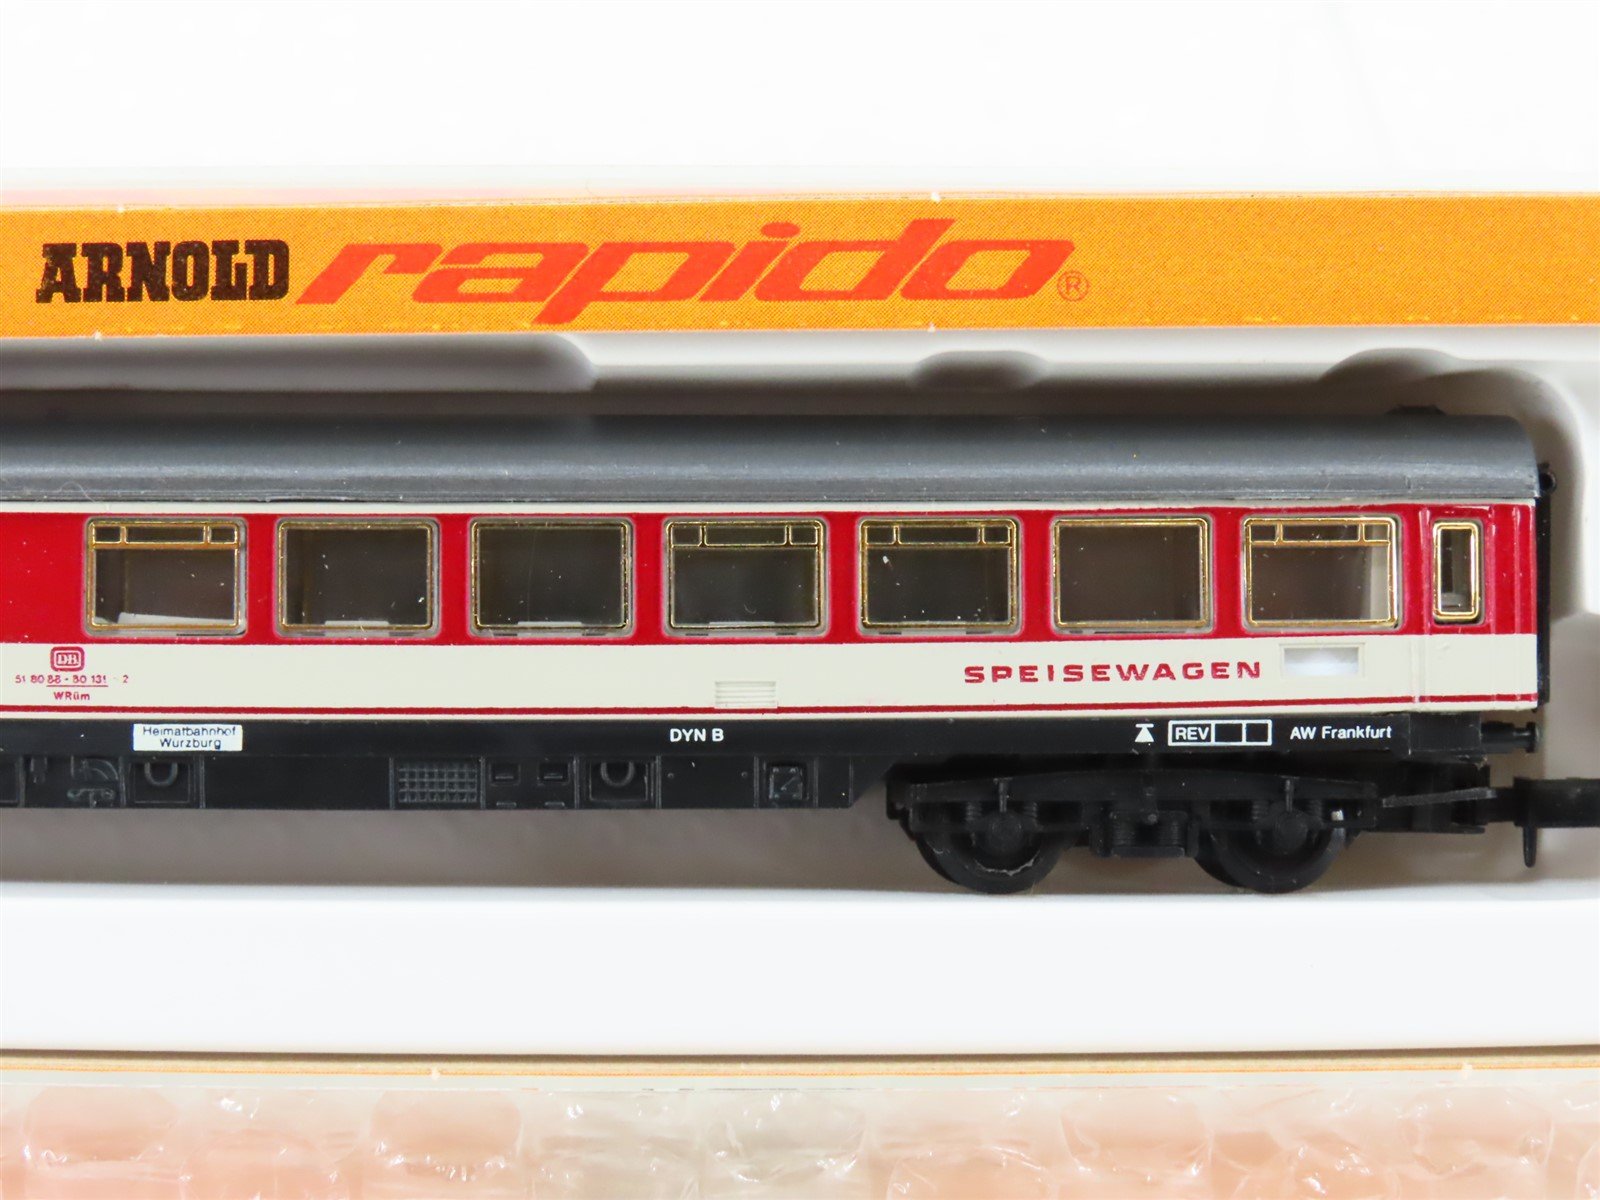 ARNOLD rapido ®
DB
51 80 88-80 131-2
WRüm
SPEISEWAGEN
Heimatbahnhof
Wurzburg
DYN B
REV
AW Frankfurt